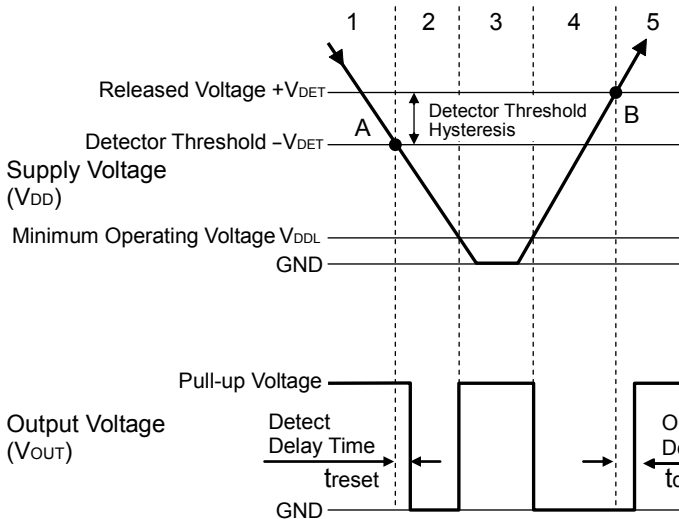 1 2 3 4 5
Released Voltage +VDET
Detector Threshold
Hysteresis
A
B
Detector Threshold –VDET
Supply Voltage
(VDD)
Minimum Operating Voltage VDDL
GND
Pull-up Voltage
Output Voltage
(VOUT)
Detect
Delay Time
treset
GND